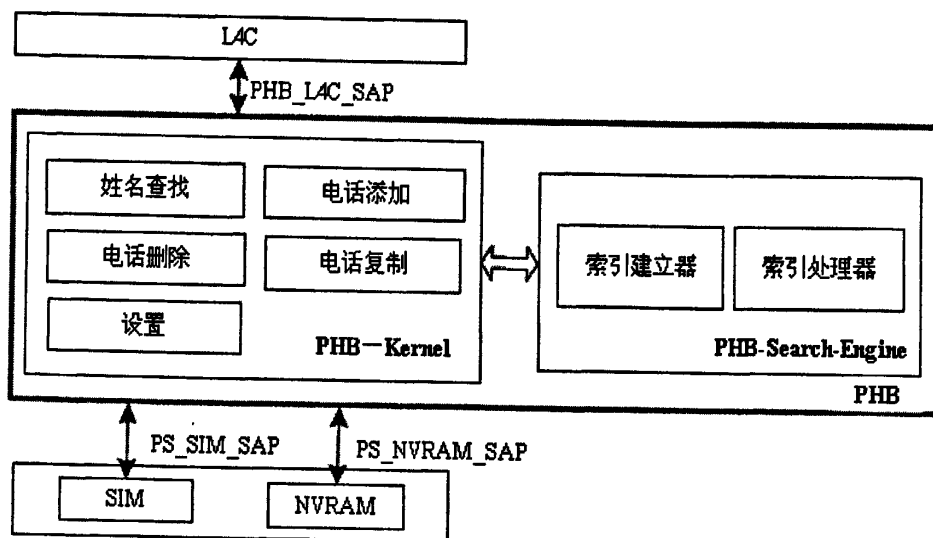 L4C
PHB_L4C_SAP
姓名查找
电话添加
电话删除
电话复制
设置
PHB—Kernel
索引建立器
索引处理器
PHB-Search-Engine
PHB
PS_SIM_SAP
PS_NVRAM_SAP
SIM
NVRAM